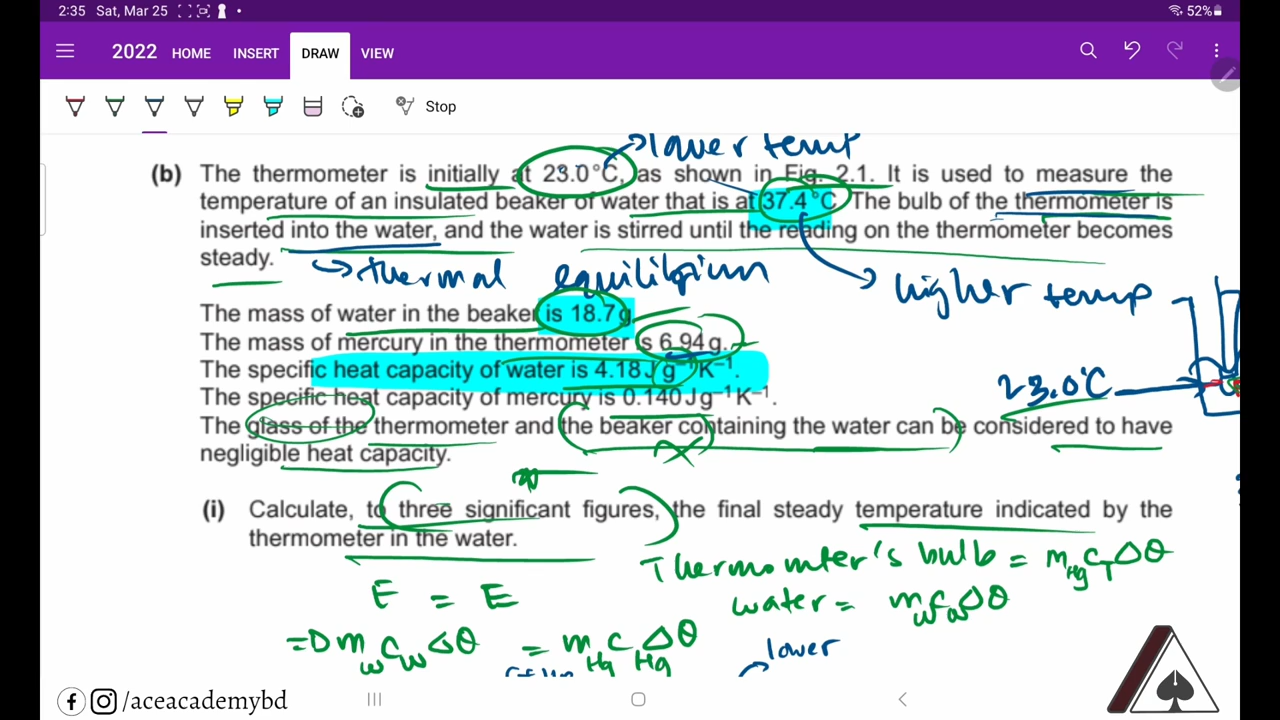 2:35 Sat, Mar 25 52%
2022 HOME INSERT DRAW VIEW
Stop
lower temp
(b) The thermometer is initially at 23.0°C, as shown in Fig. 2.1. It is used to measure the
temperature of an insulated beaker of water that is at 37.4°C. The bulb of the thermometer is
inserted into the water, and the water is stirred until the reading on the thermometer becomes
steady.
thermal equilibrium
higher temp
The mass of water in the beaker is 18.7g.
The mass of mercury in the thermometer is 6.94g.
The specific heat capacity of water is 4.18Jg⁻¹K⁻¹.
23.0°C
The specific heat capacity of mercury is 0.140Jg⁻¹K⁻¹.
The glass of the thermometer and the beaker containing the water can be considered to have
negligible heat capacity.
(i) Calculate, to three significant figures, the final steady temperature indicated by the
thermometer in the water.
Thermometer's bulb = m_Hg c_T Δθ
E = E
water = m_w c_w Δθ
=> m_w c_w Δθ = m_Hg c_Hg Δθ
lower
/aceacademybd